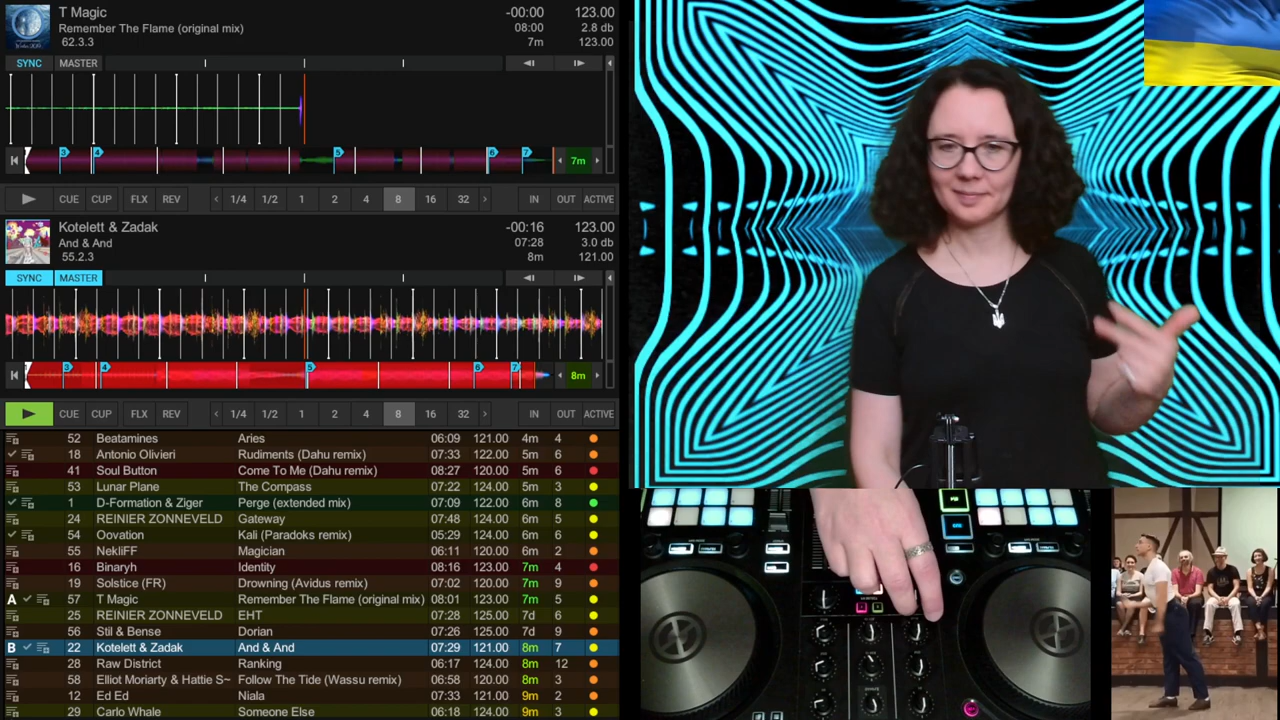 T Magic -00:00 123.00
Remember The Flame (original mix) 08:00 2.8 db
62.3.3 7m 123.00
SYNC MASTER
3 4 5 6 7 7m
CUE CUP FLX REV 1/4 1/2 1 2 4 8 16 32 IN OUT ACTIVE
Kotelett & Zadak -00:16 123.00
And & And 07:28 3.0 db
55.2.3 8m 121.00
SYNC MASTER
3 4 5 6 7 8m
CUE CUP FLX REV 1/4 1/2 1 2 4 8 16 32 IN OUT ACTIVE
52 Beatamines Aries 06:09 121.00 4m 4
18 Antonio Olivieri Rudiments (Dahu remix) 07:33 122.00 5m 6
41 Soul Button Come To Me (Dahu remix) 08:27 120.00 5m 6
53 Lunar Plane The Compass 07:22 124.00 5m 3
1 D-Formation & Ziger Perge (extended mix) 07:09 122.00 6m 8
24 REINIER ZONNEVELD Gateway 07:48 124.00 6m 5
54 Oovation Kali (Paradoks remix) 05:29 124.00 6m 6
55 NekliFF Magician 06:11 120.00 6m 2
16 Binaryh Identity 08:16 123.00 7m 4
19 Solstice (FR) Drowning (Avidus remix) 07:02 120.00 7m 9
A 57 T Magic Remember The Flame (original mix) 08:01 123.00 7m 5
25 REINIER ZONNEVELD EHT 07:28 125.00 7d 6
56 Stil & Bense Dorian 07:26 125.00 7d 9
B 22 Kotelett And Zadak And & And 07:29 121.00 8m 7
28 Raw District Ranking 06:17 124.00 8m 12
58 Elliot Moriarty & Hattie S~ Follow The Tide (Wassu remix) 06:58 120.00 8m 3
12 Ed Ed Niala 07:33 121.00 9m 2
29 Carlo Whale Someone Else 06:18 124.00 9m 3